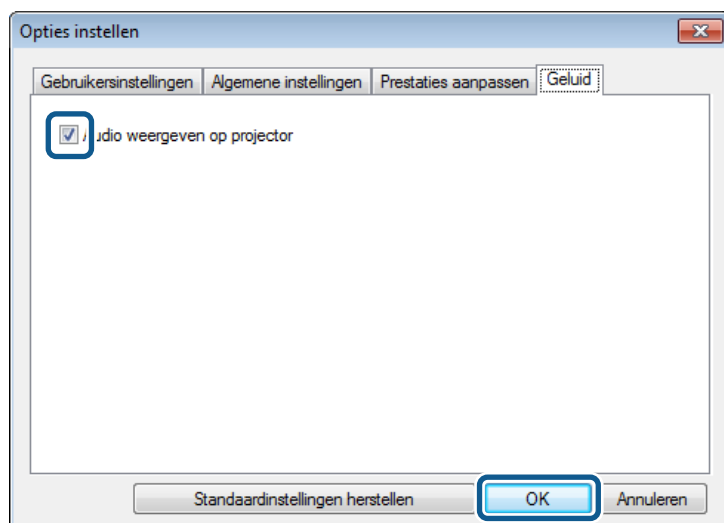 Opties instellen
Gebruikersinstellingen Algemene instellingen Prestaties aanpassen Geluid
Audio weergeven op projector
Standaardinstellingen herstellen OK Annuleren